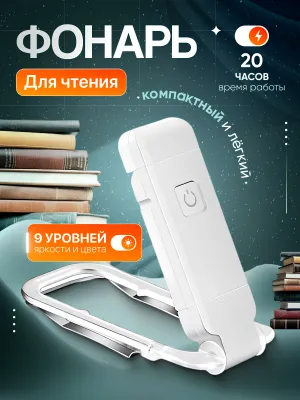 ФОНАРЬ
Для чтения
20
ЧАСОВ
время работы
компактный и лёгкий
9 УРОВНЕЙ
яркости и цвета